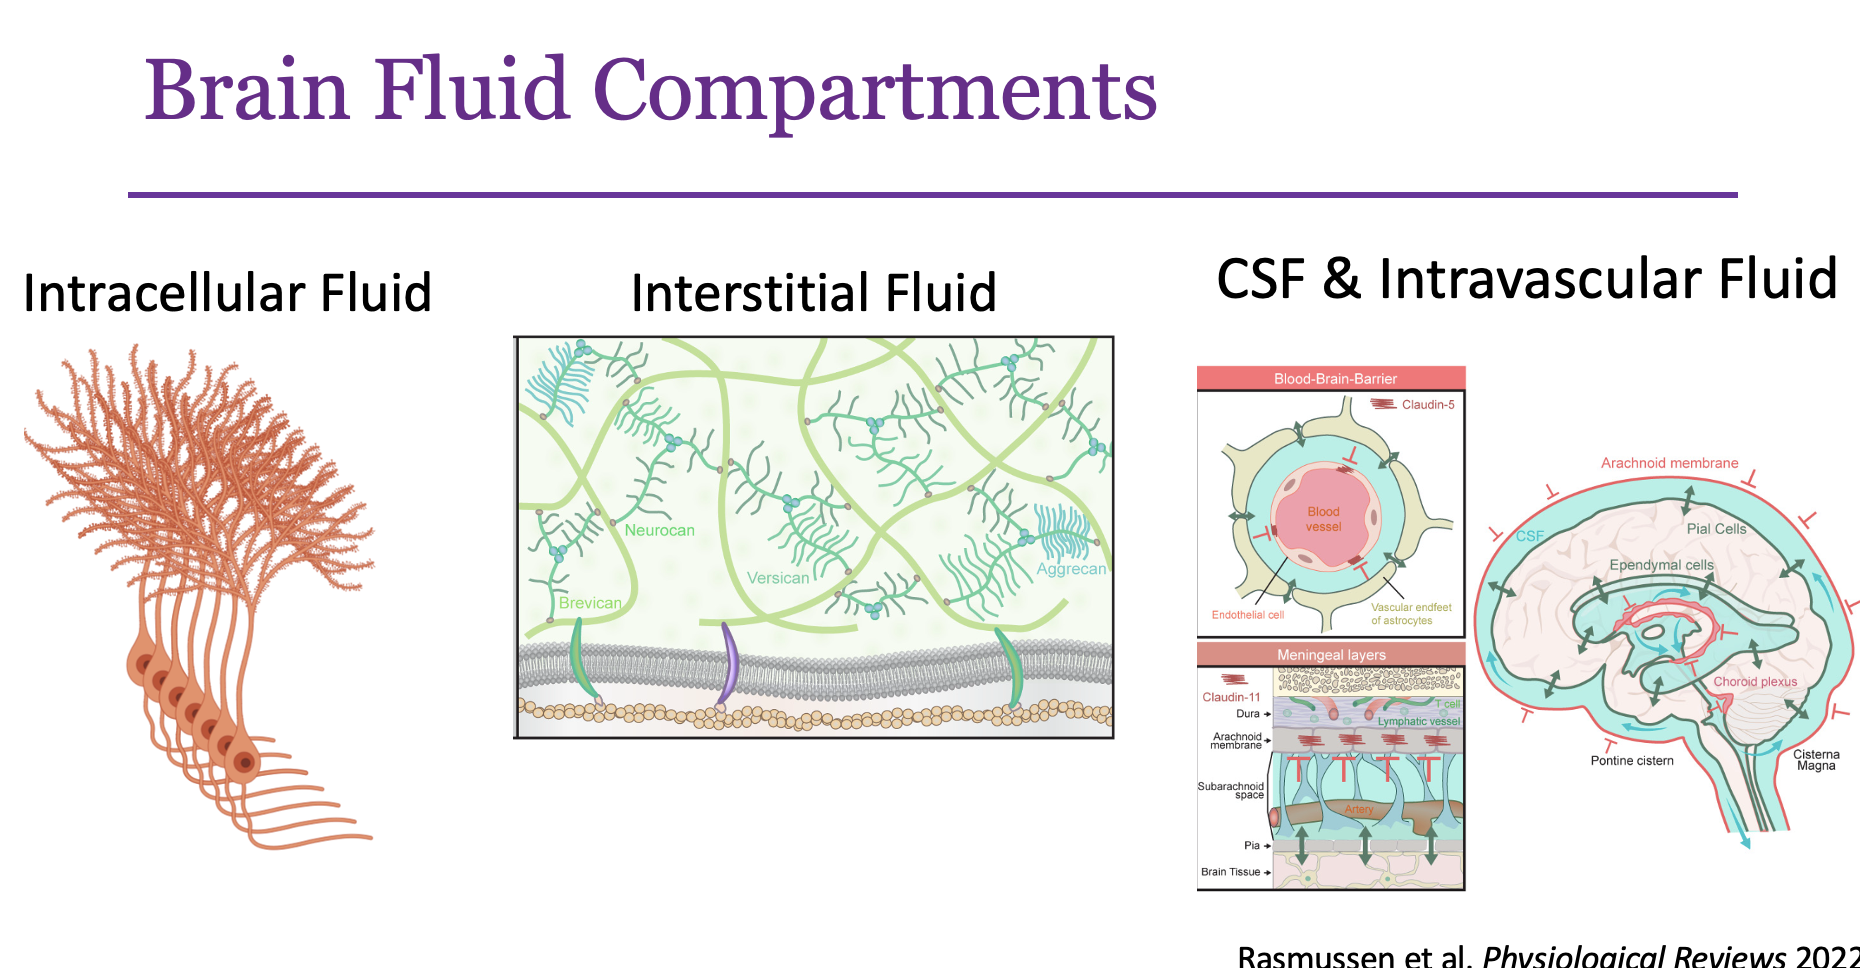 Brain Fluid Compartments
Intracellular Fluid
Interstitial Fluid
CSF & Intravascular Fluid
Neurocan
Versican
Brevican
Aggrecan
Blood-Brain-Barrier
Claudin-5
Blood
vessel
Endothelial cell
Vascular endfeet
of astrocytes
Meningeal layers
Claudin-11
T cell
Dura
Lymphatic vessel
Arachnoid
membrane
Subarachnoid
space
Artery
Pia
Brain Tissue
Arachnoid membrane
CSF
Pial Cells
Ependymal cells
Choroid plexus
Pontine cistern
Cisterna
Magna
Rasmussen et al. Physiological Reviews 2022